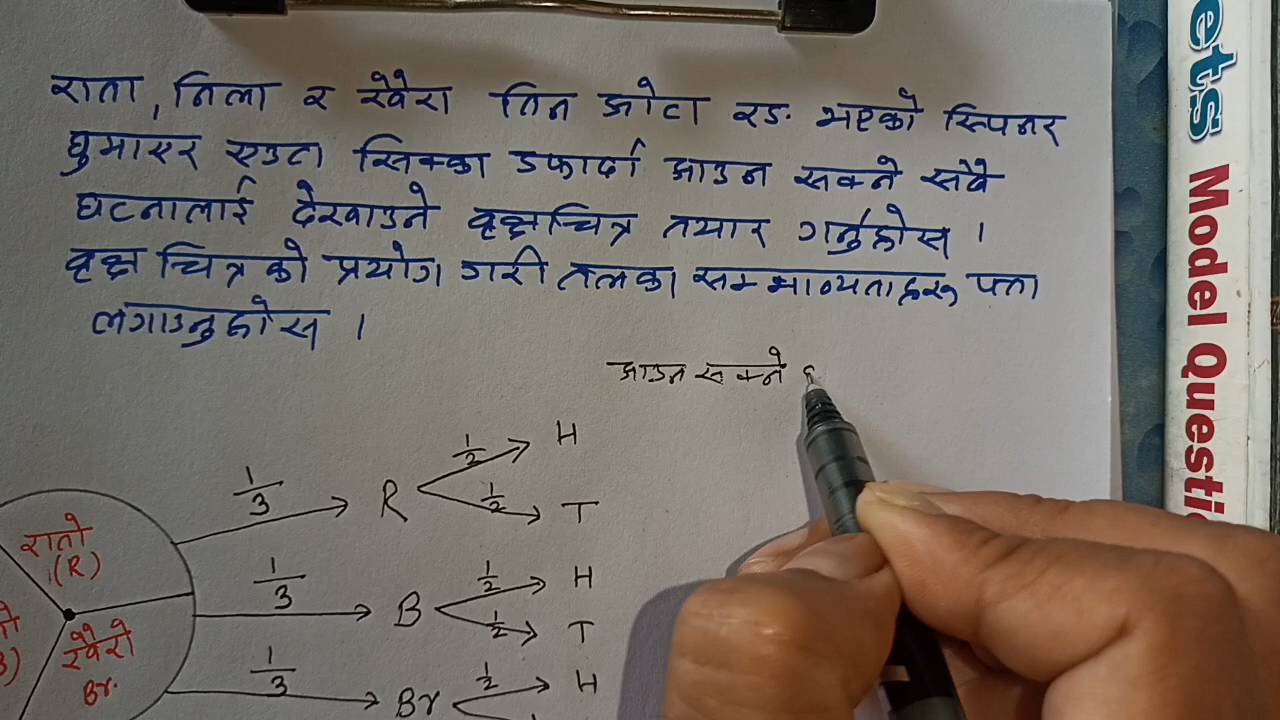 राता, निला र खैरा तिन ओटा रङ भएको स्पिनर
घुमाएर एउटा सिक्का उफार्दा आउन सक्ने सबै
घटनालाई देखाउने वृक्षचित्र तयार गर्नुहोस् ।
वृक्ष चित्रको प्रयोग गरी तलका सम्भाव्यताहरू पत्ता
लगाउनुहोस् ।
आउन सक्ने
1/3 R 1/2 H
1/2 T
1/3 B 1/2 H
1/2 T
1/3 Br 1/2 H
रातो
(R)
खैरो
Br.
ets Model Questio